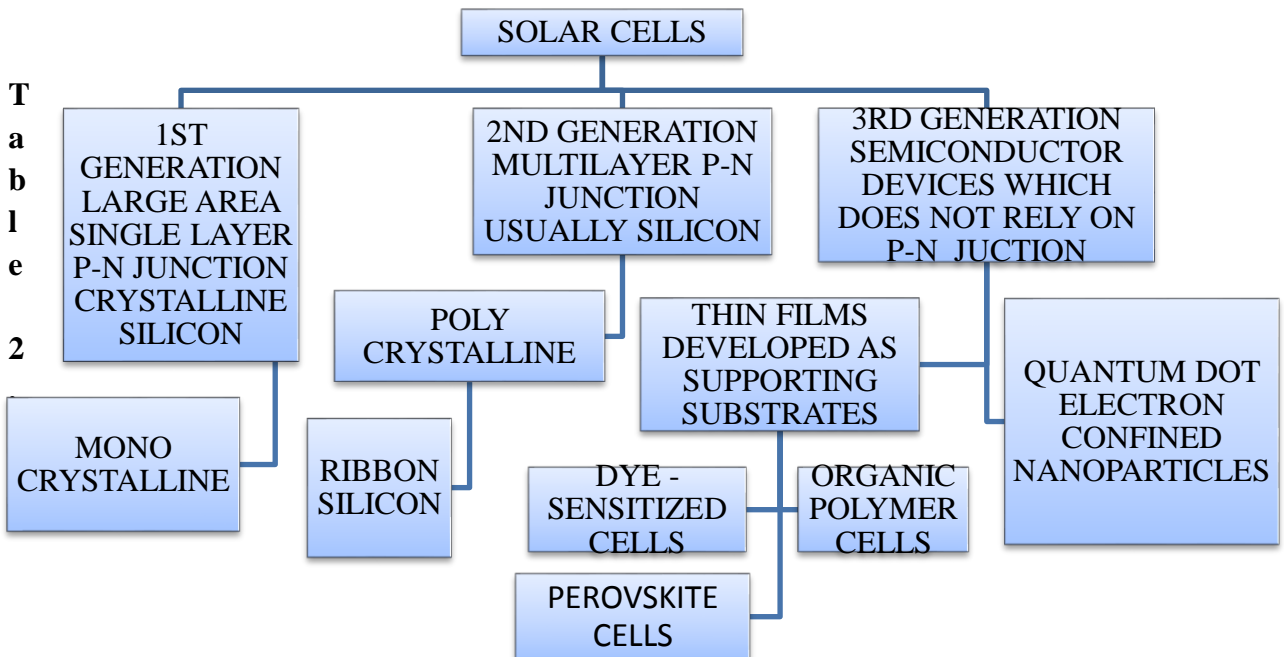 SOLAR CELLS
T
a
b
l
e
2
1ST
GENERATION
LARGE AREA
SINGLE LAYER
P-N JUNCTION
CRYSTALLINE
SILICON
2ND GENERATION
MULTILAYER P-N
JUNCTION
USUALLY SILICON
3RD GENERATION
SEMICONDUCTOR
DEVICES WHICH
DOES NOT RELY ON
P-N JUCTION
MONO
CRYSTALLINE
POLY
CRYSTALLINE
RIBBON
SILICON
THIN FILMS
DEVELOPED AS
SUPPORTING
SUBSTRATES
QUANTUM DOT
ELECTRON
CONFINED
NANOPARTICLES
DYE -
SENSITIZED
CELLS
ORGANIC
POLYMER
CELLS
PEROVSKITE
CELLS